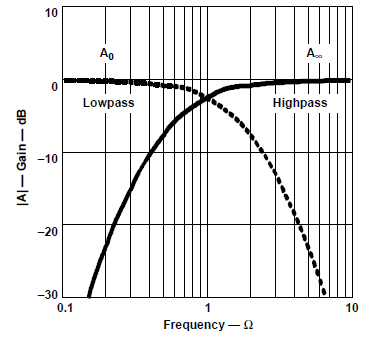 10
A0
A∞
0
Lowpass
Highpass
|A| — Gain — dB
−10
−20
−30
0.1
1
10
Frequency — Ω